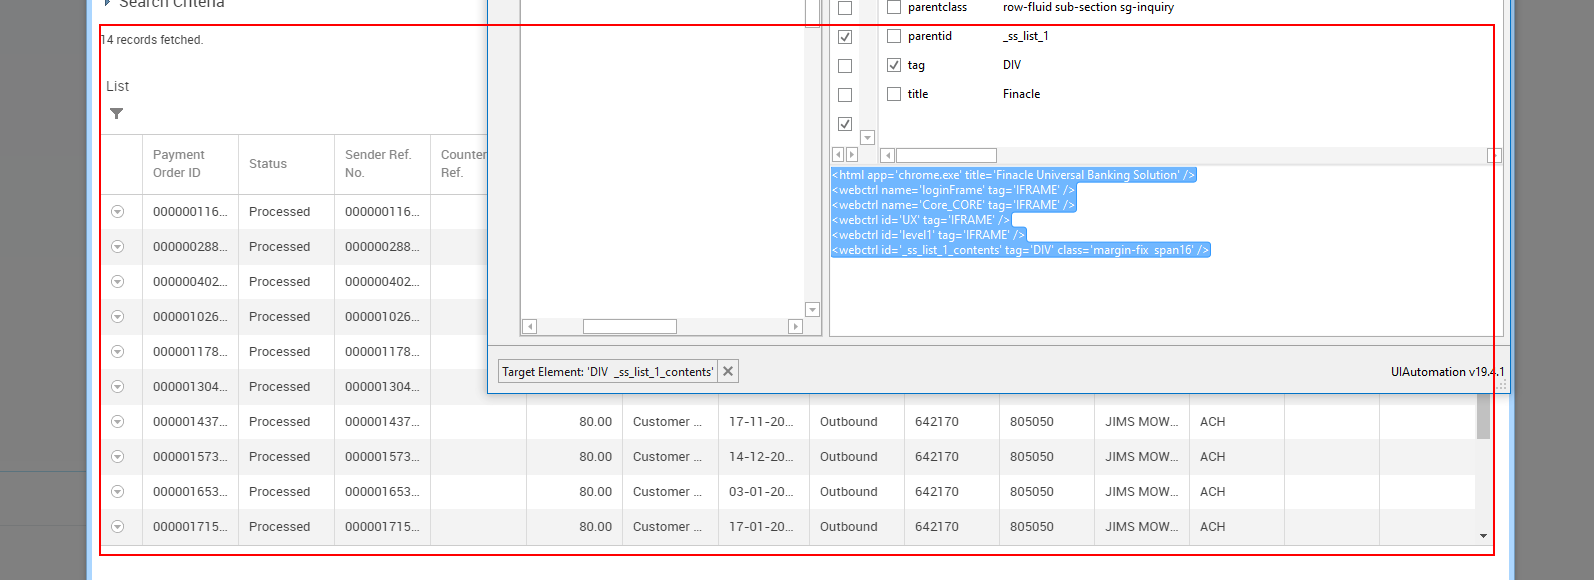 Search Criteria
14 records fetched.
List
Payment Order ID Status Sender Ref. No. Counter Ref.
000000116... Processed 000000116...
000000288... Processed 000000288...
000000402... Processed 000000402...
000001026... Processed 000001026...
000001178... Processed 000001178...
000001304... Processed 000001304...
000001437... Processed 000001437... 80.00 Customer ... 17-11-20... Outbound 642170 805050 JIMS MOW... ACH
000001573... Processed 000001573... 80.00 Customer ... 14-12-20... Outbound 642170 805050 JIMS MOW... ACH
000001653... Processed 000001653... 80.00 Customer ... 03-01-20... Outbound 642170 805050 JIMS MOW... ACH
000001715... Processed 000001715... 80.00 Customer ... 17-01-20... Outbound 642170 805050 JIMS MOW... ACH
parentclass row-fluid sub-section sg-inquiry
parentid _ss_list_1
tag DIV
title Finacle
<html app='chrome.exe' title='Finacle Universal Banking Solution' />
<webctrl name='loginFrame' tag='IFRAME' />
<webctrl name='Core_CORE' tag='IFRAME' />
<webctrl id='UX' tag='IFRAME' />
<webctrl id='level1' tag='IFRAME' />
<webctrl id='_ss_list_1_contents' tag='DIV' class='margin-fix  span16' />
Target Element: 'DIV  _ss_list_1_contents'
UIAutomation v19.4.1